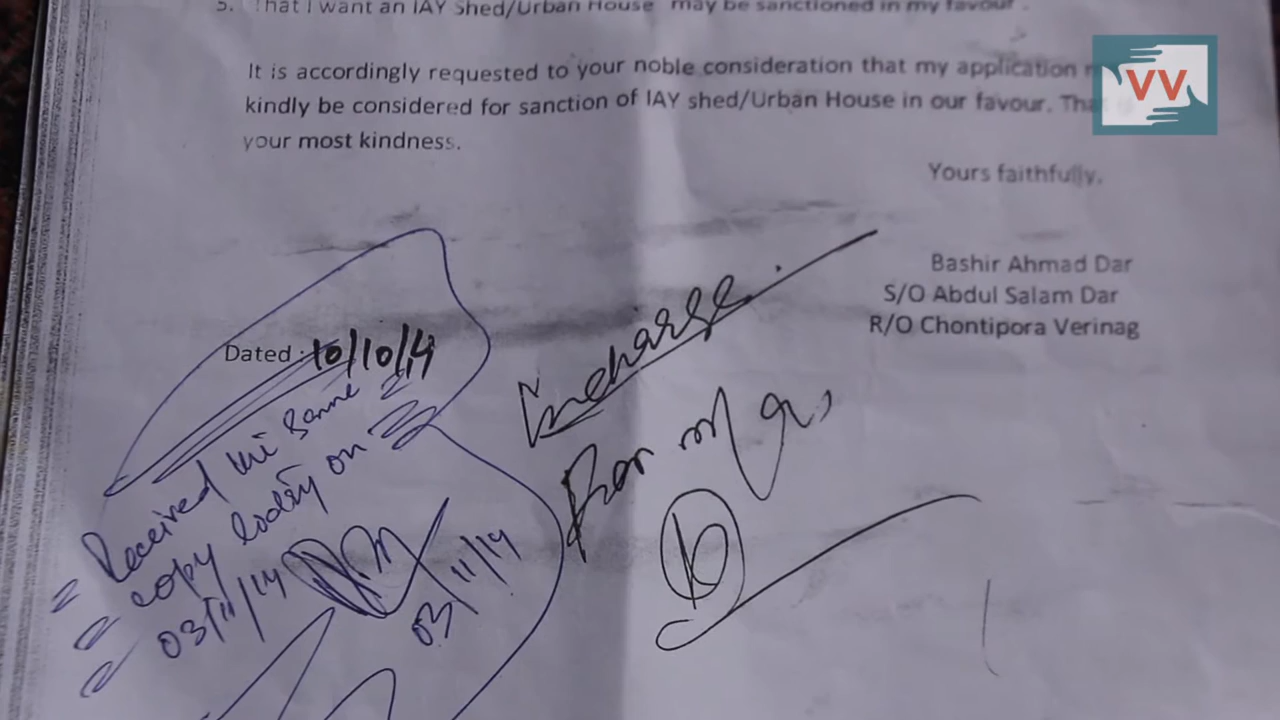 5. That I want an IAY Shed/Urban House may be sanctioned in my favour.
It is accordingly requested to your noble consideration that my application
kindly be considered for sanction of IAY shed/Urban House in our favour.
your most kindness.
Yours faithfully,
Bashir Ahmad Dar
S/O Abdul Salam Dar
R/O Chontipora Verinag
Dated : 10/10/14
Incharge
Received the same
copy today on
03/11/14
03/11/14
VV